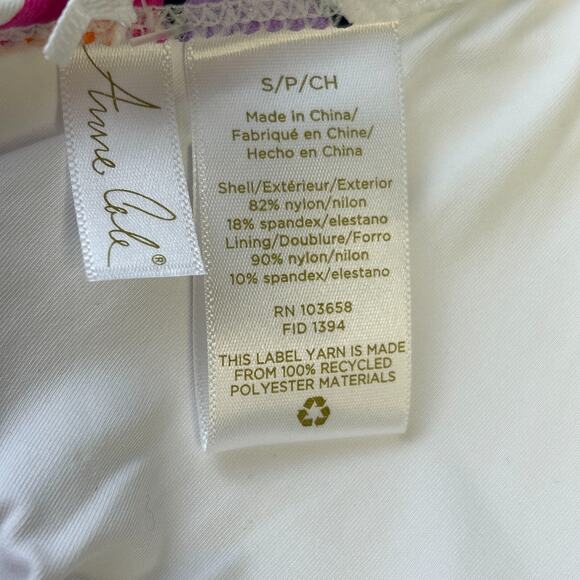 Anne Cole®
S/P/CH
Made in China/
Fabriqué en Chine/
Hecho en China
Shell/Extérieur/Exterior
82% nylon/nilon
18% spandex/elestano
Lining/Doublure/Forro
90% nylon/nilon
10% spandex/elestano
RN 103658
FID 1394
THIS LABEL YARN IS MADE
FROM 100% RECYCLED
POLYESTER MATERIALS